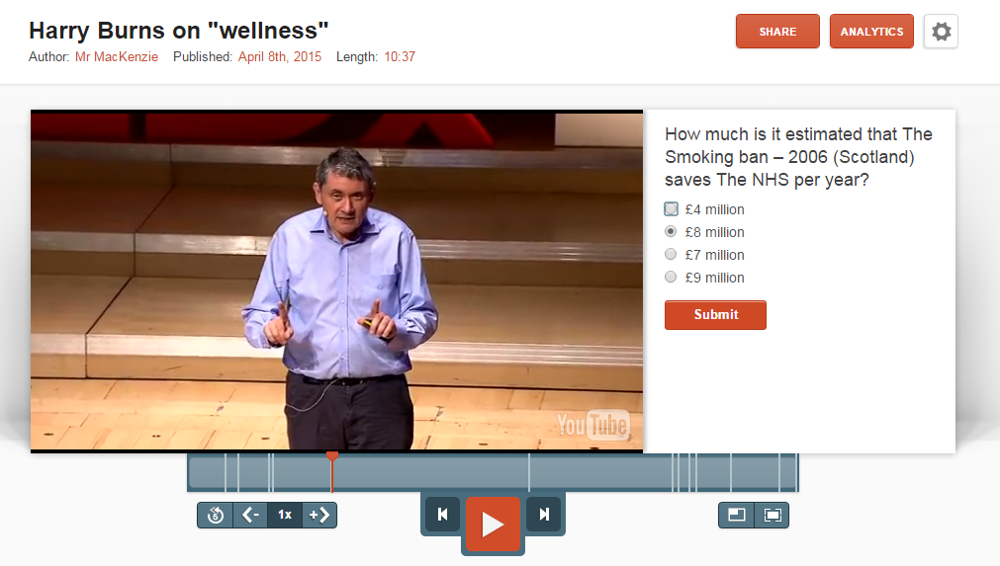 Harry Burns on "wellness"
Author: Mr MacKenzie Published: April 8th, 2015 Length: 10:37
SHARE
ANALYTICS
How much is it estimated that The
Smoking ban – 2006 (Scotland)
saves The NHS per year?
£4 million
£8 million
£7 million
£9 million
Submit
YouTube
5
1x